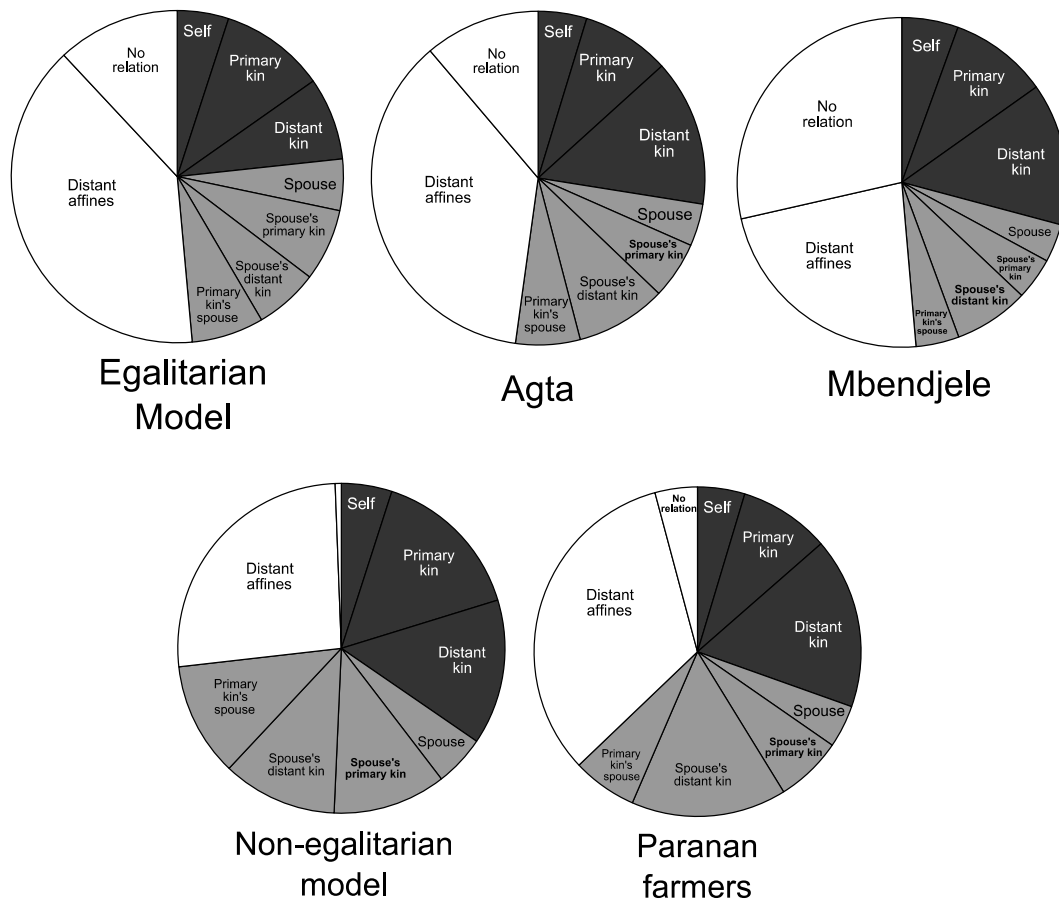 Self
Primary
kin
Distant
kin
Spouse
Spouse's
primary kin
Spouse's
distant
kin
Primary
kin's
spouse
Distant
affines
No
relation
Egalitarian
Model
Self
Primary
kin
Distant
kin
Spouse
Spouse's
primary kin
Spouse's
distant kin
Primary
kin's
spouse
Distant
affines
No
relation
Agta
Self
Primary
kin
Distant
kin
Spouse
Spouse's
primary
kin
Spouse's
distant kin
Primary
kin's
spouse
Distant
affines
No
relation
Mbendjele
Self
Primary
kin
Distant
kin
Spouse
Spouse's
primary kin
Spouse's
distant kin
Primary
kin's
spouse
Distant
affines
Non-egalitarian
model
Self
Primary
kin
Distant
kin
Spouse
Spouse's
primary kin
Spouse's
distant kin
Primary
kin's
spouse
Distant
affines
No
relation
Paranan
farmers